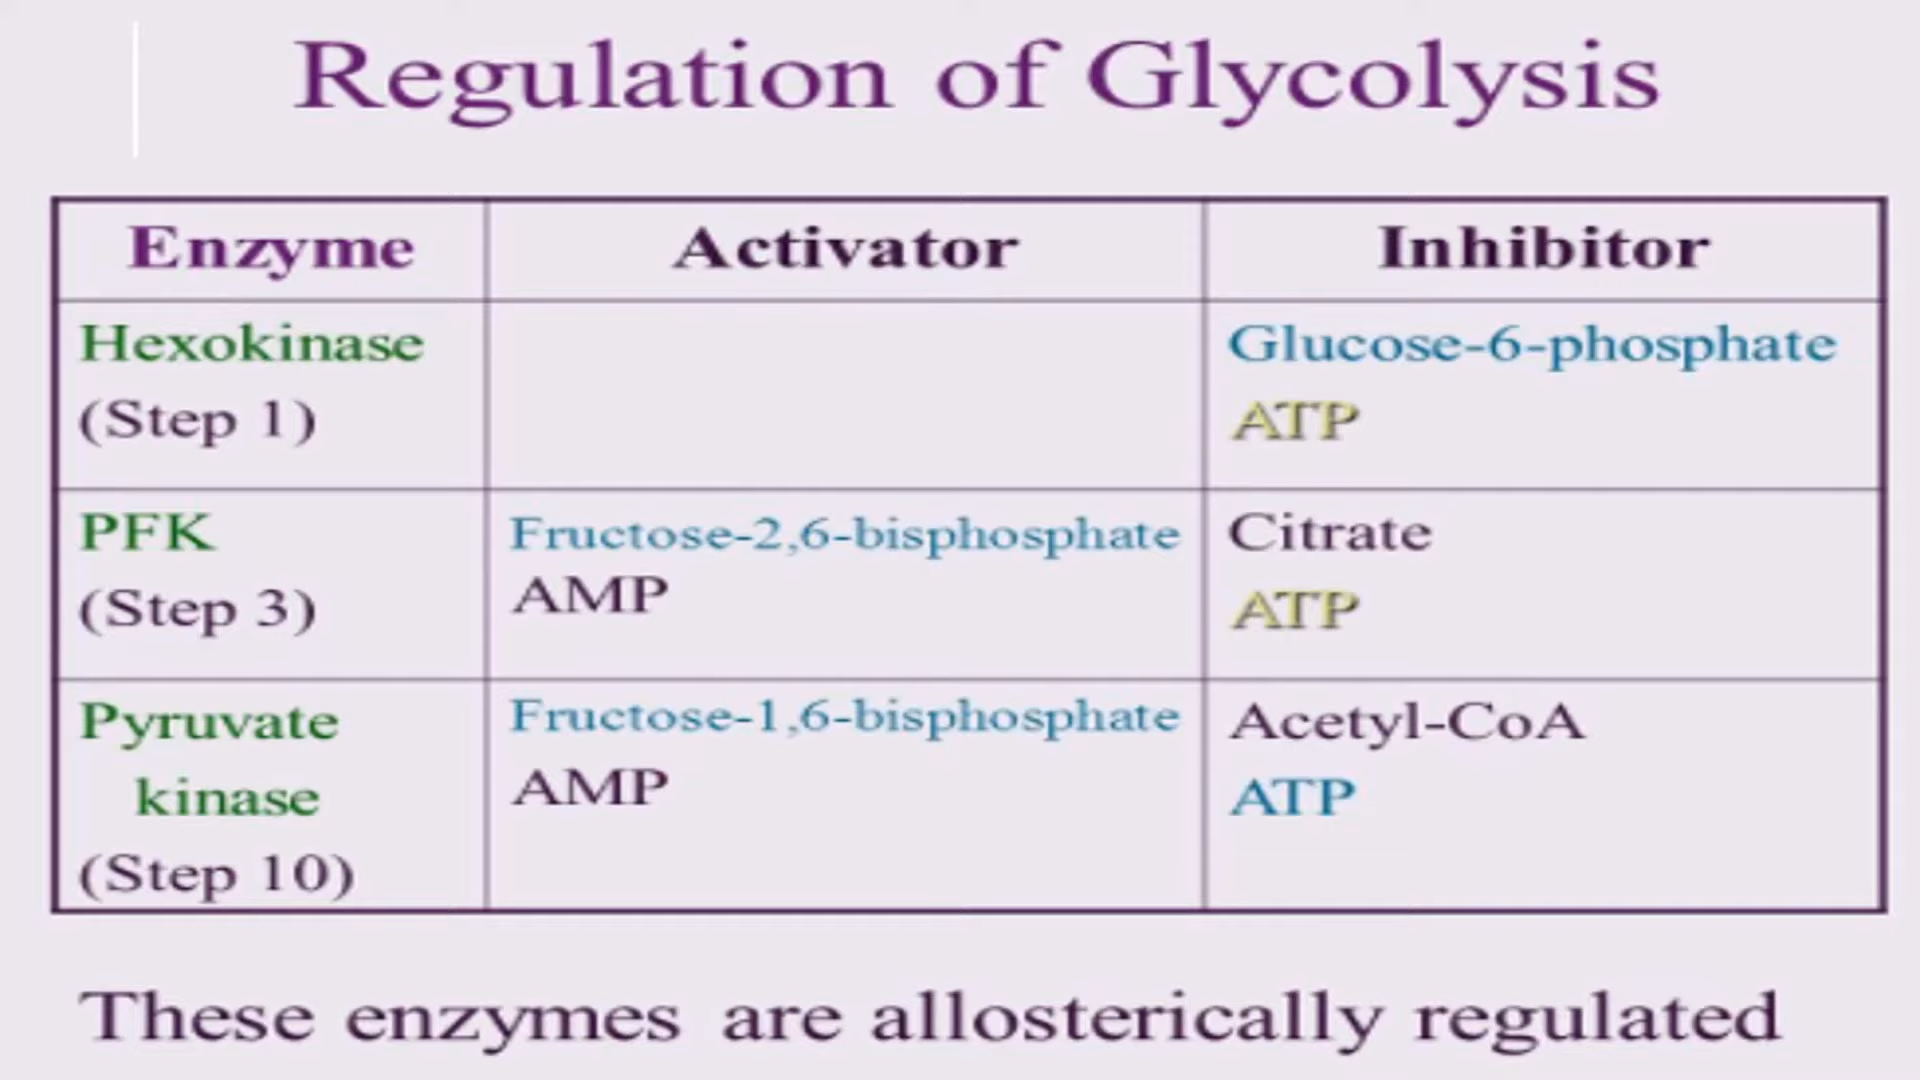 Regulation of Glycolysis
Enzyme Activator Inhibitor
Hexokinase
(Step 1)
Glucose-6-phosphate
ATP
PFK
(Step 3)
Fructose-2,6-bisphosphate
AMP
Citrate
ATP
Pyruvate
kinase
(Step 10)
Fructose-1,6-bisphosphate
AMP
Acetyl-CoA
ATP
These enzymes are allosterically regulated